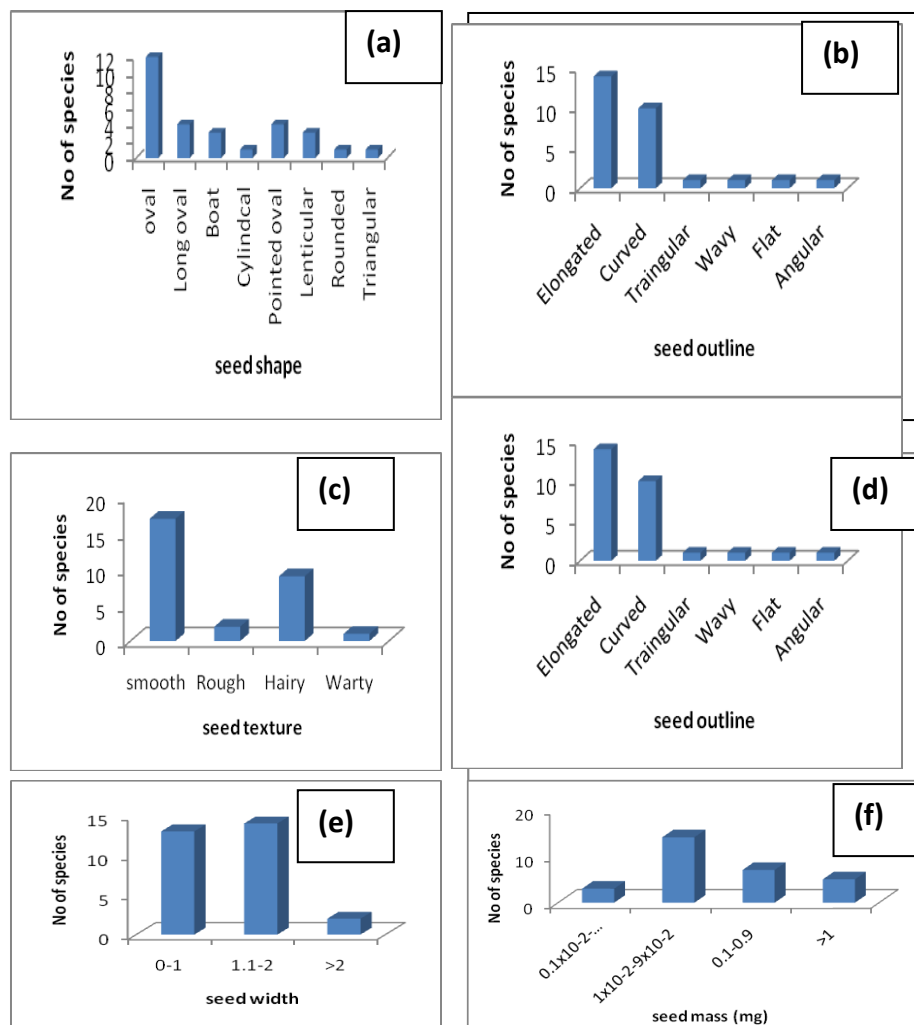 (a)
No of species
12
10
8
6
4
2
0
oval
Long oval
Boat
Cylindcal
Pointed oval
Lenticular
Rounded
Triangular
seed shape
(b)
No of species
15
10
5
0
Elongated
Curved
Traingular
Wavy
Flat
Angular
seed outline
(c)
No of species
20
15
10
5
0
smooth Rough Hairy Warty
seed texture
(d)
No of species
15
10
5
0
Elongated
Curved
Traingular
Wavy
Flat
Angular
seed outline
(e)
No of species
15
10
5
0
0-1 1.1-2 >2
seed width
(f)
No of species
20
10
0
0.1x10-2-...
1x10-2-9x10-2
0.1-0.9
>1
seed mass (mg)